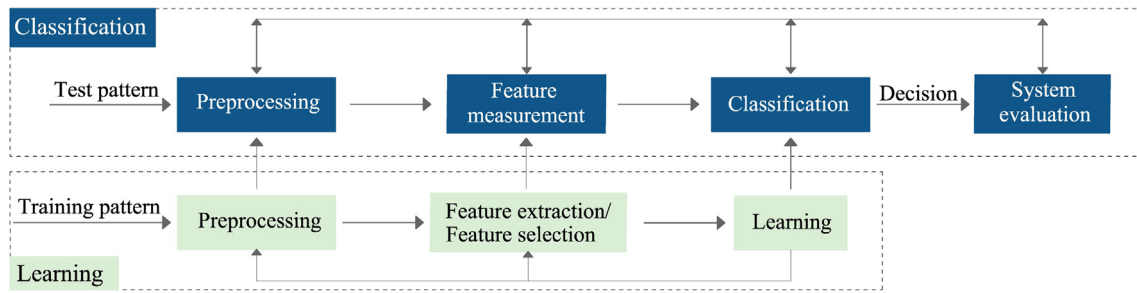 Classification
Test pattern
Preprocessing
Feature
measurement
Classification
Decision
System
evaluation
Training pattern
Preprocessing
Feature extraction/
Feature selection
Learning
Learning